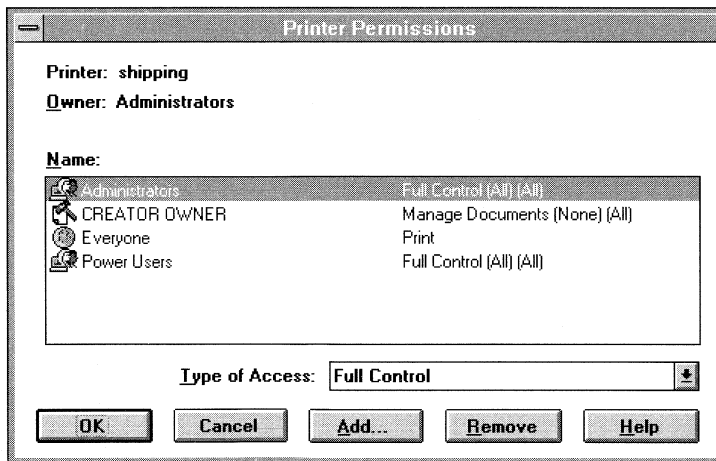 Printer Permissions
Printer: shipping
Owner: Administrators
Name:
Administrators Full Control (All) (All)
CREATOR OWNER Manage Documents (None) (All)
Everyone Print
Power Users Full Control (All) (All)
Type of Access: Full Control
OK Cancel Add... Remove Help